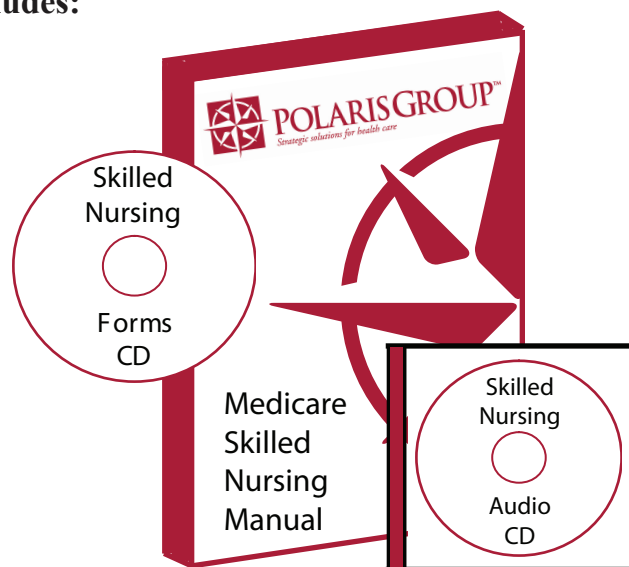 udes:
POLARIS GROUP™
Strategic solutions for health care
Skilled
Nursing
Forms
CD
Medicare
Skilled
Nursing
Manual
Skilled
Nursing
Audio
CD